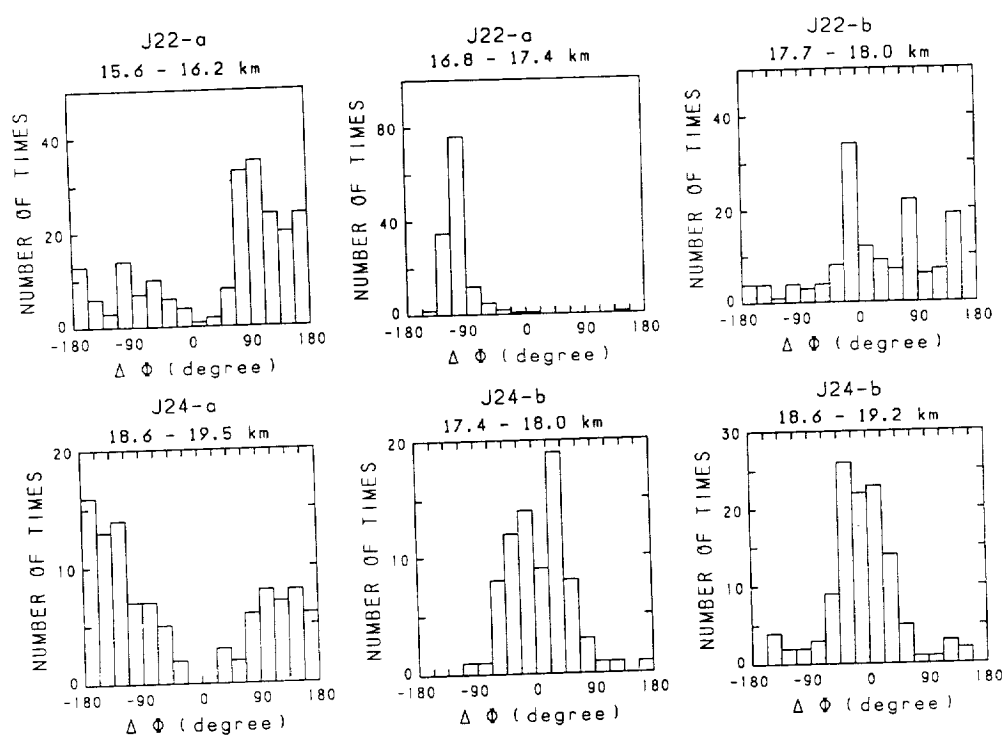 J22-a
15.6 - 16.2 km
NUMBER OF TIMES
40
20
0
-180 -90 0 90 180
Δ Φ (degree)
J22-a
16.8 - 17.4 km
NUMBER OF TIMES
80
40
0
-180 -90 0 90 180
Δ Φ (degree)
J22-b
17.7 - 18.0 km
NUMBER OF TIMES
40
20
0
-180 -90 0 90 180
Δ Φ (degree)
J24-a
18.6 - 19.5 km
NUMBER OF TIMES
20
10
0
-180 -90 0 90 180
Δ Φ (degree)
J24-b
17.4 - 18.0 km
NUMBER OF TIMES
20
10
0
-180 -90 0 90 180
Δ Φ (degree)
J24-b
18.6 - 19.2 km
NUMBER OF TIMES
30
20
10
0
-180 -90 0 90 180
Δ Φ (degree)